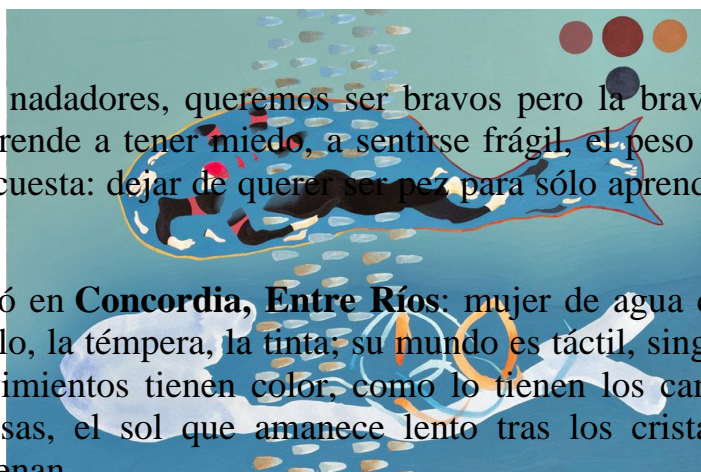 nadadores, queremos ser bravos pero la brav
rende a tener miedo, a sentirse frágil, el peso
cuesta: dejar de querer ser pez para sólo aprend
ó en Concordia, Entre Ríos: mujer de agua
lo, la témpera, la tinta; su mundo es táctil, sing
imientos tienen color, como lo tienen los car
sas, el sol que amanece lento tras los crista
enan